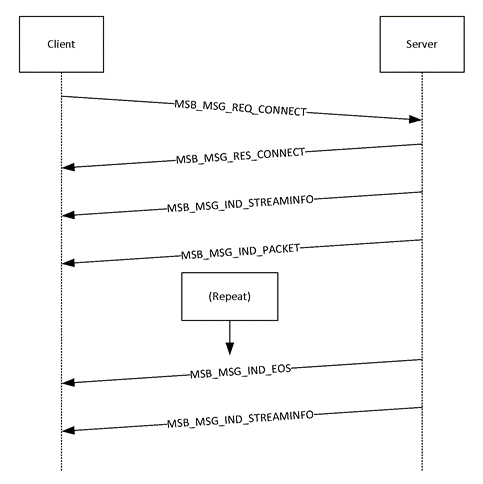 Client
Server
MSB_MSG_REQ_CONNECT
MSB_MSG_RES_CONNECT
MSB_MSG_IND_STREAMINFO
MSB_MSG_IND_PACKET
(Repeat)
MSB_MSG_IND_EOS
MSB_MSG_IND_STREAMINFO